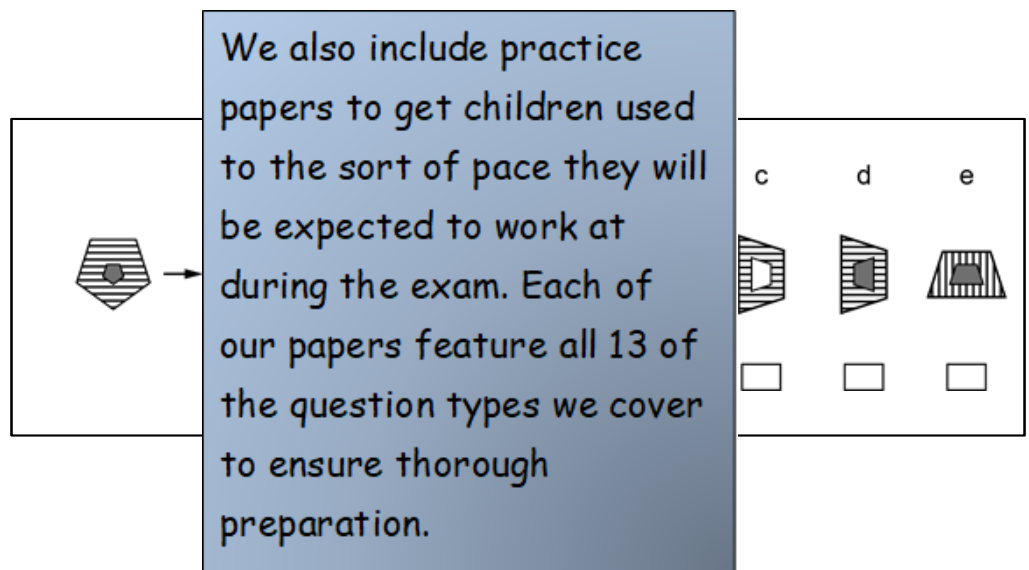 We also include practice
papers to get children used
to the sort of pace they will
be expected to work at
during the exam. Each of
our papers feature all 13 of
the question types we cover
to ensure thorough
preparation.
c d e